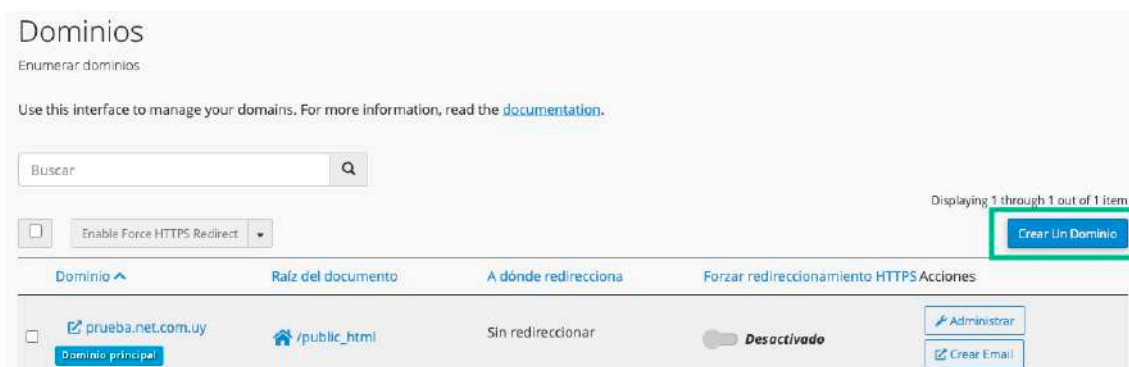 Dominios
Enumerar dominios
Use this interface to manage your domains. For more information, read the documentation.
Buscar
Displaying 1 through 1 out of 1 item
Enable Force HTTPS Redirect
Crear Un Dominio
Dominio Raíz del documento A dónde redirecciona Forzar redireccionamiento HTTPS Acciones
prueba.net.com.uy /public_html Sin redireccionar Desactivado Administrar
Dominio principal Crear Email